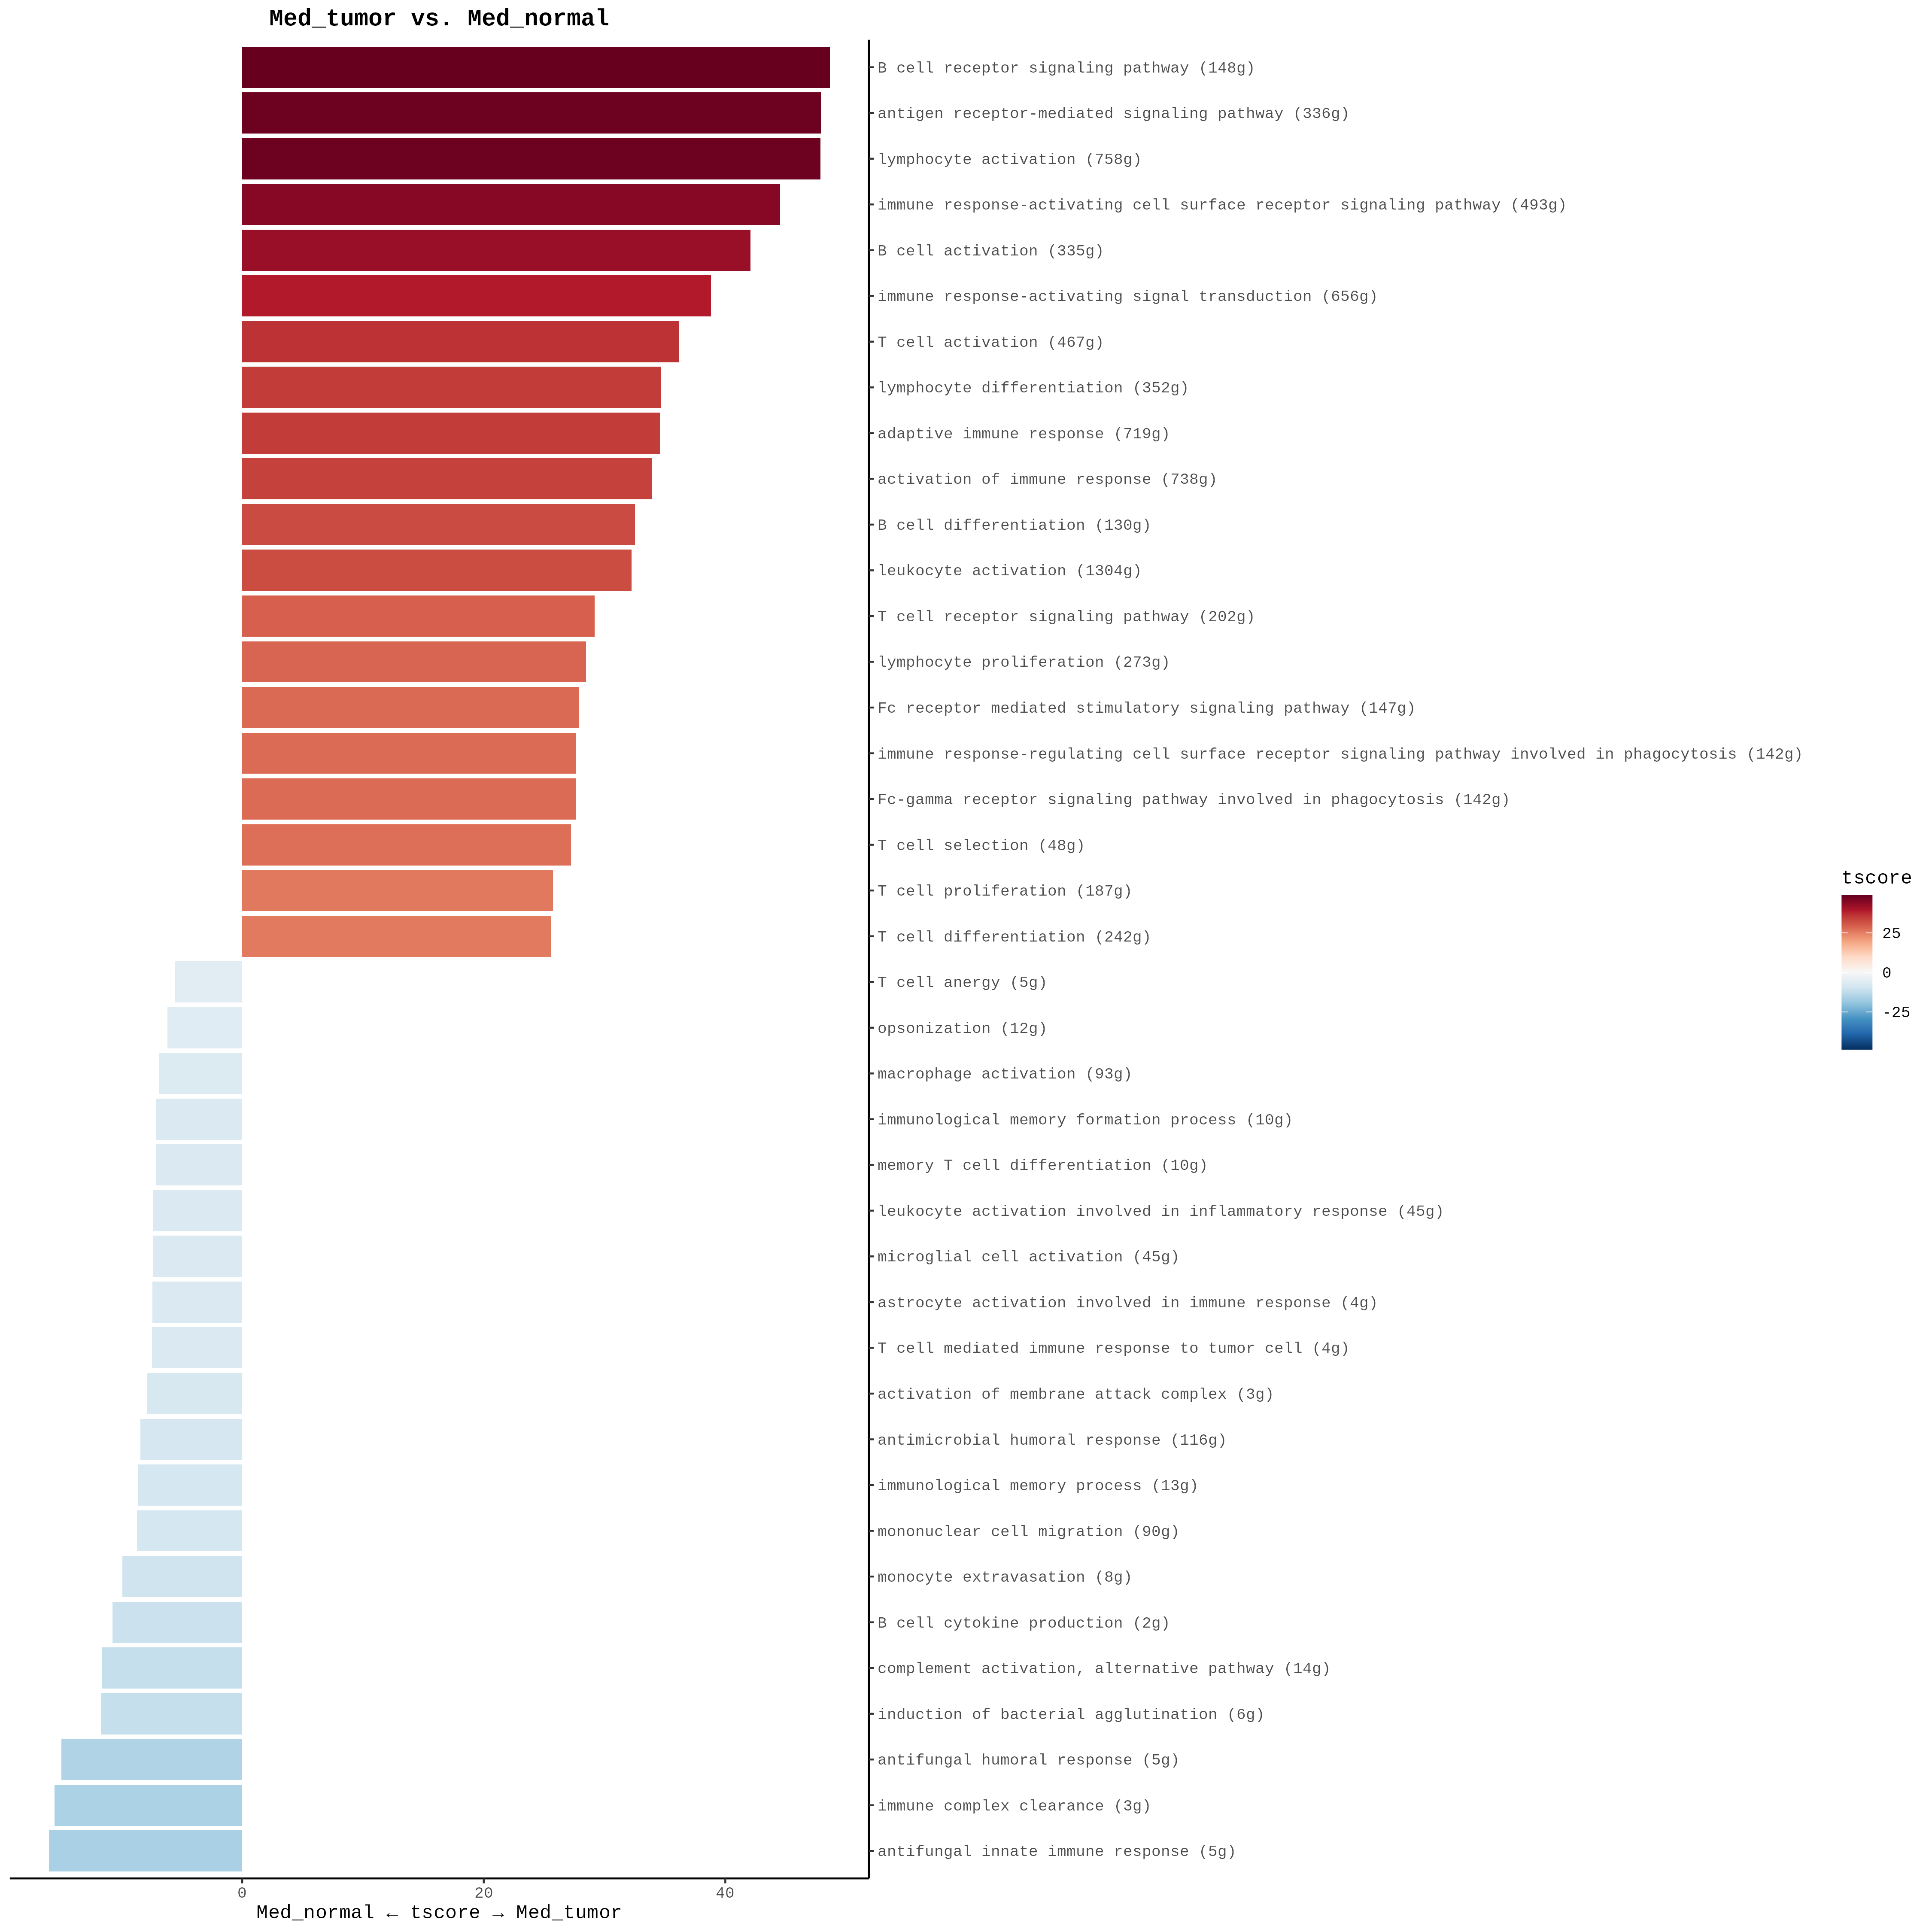 Med_tumor vs. Med_normal
B cell receptor signaling pathway (148g)
antigen receptor-mediated signaling pathway (336g)
lymphocyte activation (758g)
immune response-activating cell surface receptor signaling pathway (493g)
B cell activation (335g)
immune response-activating signal transduction (656g)
T cell activation (467g)
lymphocyte differentiation (352g)
adaptive immune response (719g)
activation of immune response (738g)
B cell differentiation (130g)
leukocyte activation (1304g)
T cell receptor signaling pathway (202g)
lymphocyte proliferation (273g)
Fc receptor mediated stimulatory signaling pathway (147g)
immune response-regulating cell surface receptor signaling pathway involved in phagocytosis (142g)
Fc-gamma receptor signaling pathway involved in phagocytosis (142g)
T cell selection (48g)
T cell proliferation (187g)
T cell differentiation (242g)
T cell anergy (5g)
opsonization (12g)
macrophage activation (93g)
immunological memory formation process (10g)
memory T cell differentiation (10g)
leukocyte activation involved in inflammatory response (45g)
microglial cell activation (45g)
astrocyte activation involved in immune response (4g)
T cell mediated immune response to tumor cell (4g)
activation of membrane attack complex (3g)
antimicrobial humoral response (116g)
immunological memory process (13g)
mononuclear cell migration (90g)
monocyte extravasation (8g)
B cell cytokine production (2g)
complement activation, alternative pathway (14g)
induction of bacterial agglutination (6g)
antifungal humoral response (5g)
immune complex clearance (3g)
antifungal innate immune response (5g)
0 20 40
Med_normal ← tscore → Med_tumor
tscore
25
0
-25